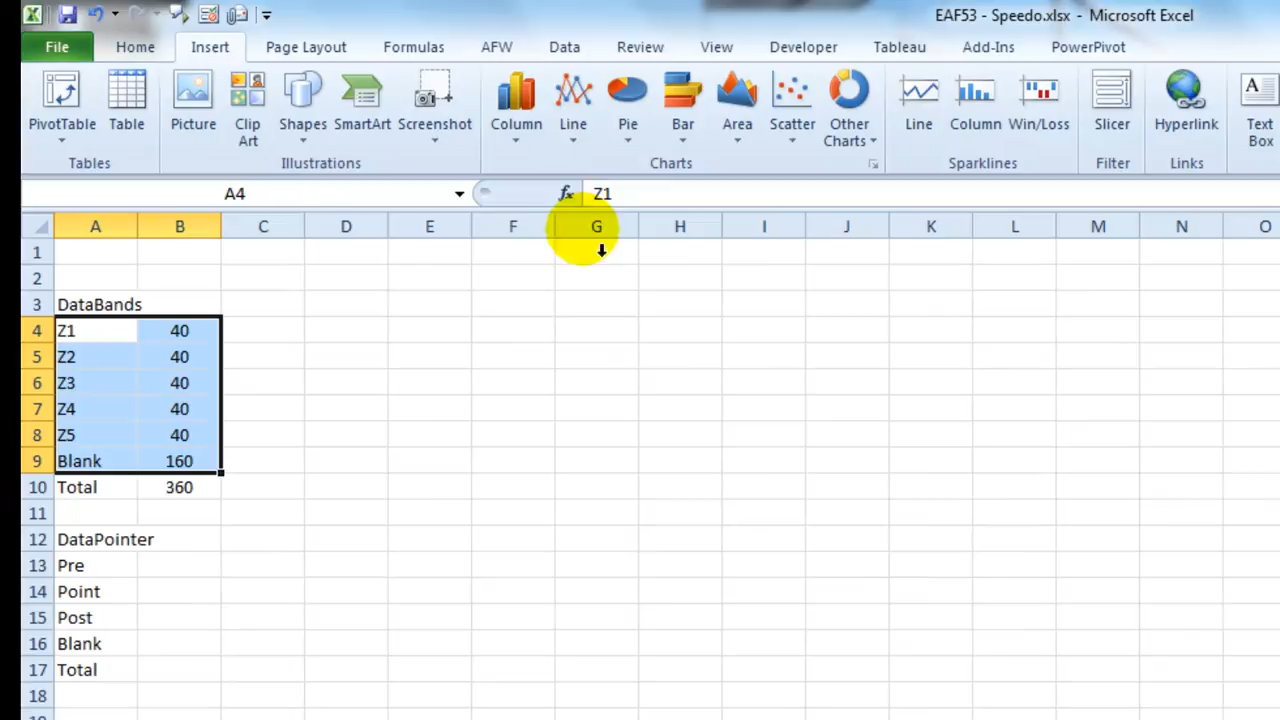 EAF53 - Speedo.xlsx - Microsoft Excel
File Home Insert Page Layout Formulas AFW Data Review View Developer Tableau Add-Ins PowerPivot
PivotTable Table Picture Clip Art Shapes SmartArt Screenshot Column Line Pie Bar Area Scatter Other Charts Line Column Win/Loss Slicer Hyperlink Text Box
Tables Illustrations Charts Sparklines Filter Links
A4 fx Z1
A B C D E F G H I J K L M N O
1
2
3 DataBands
4 Z1 40
5 Z2 40
6 Z3 40
7 Z4 40
8 Z5 40
9 Blank 160
10 Total 360
11
12 DataPointer
13 Pre
14 Point
15 Post
16 Blank
17 Total
18